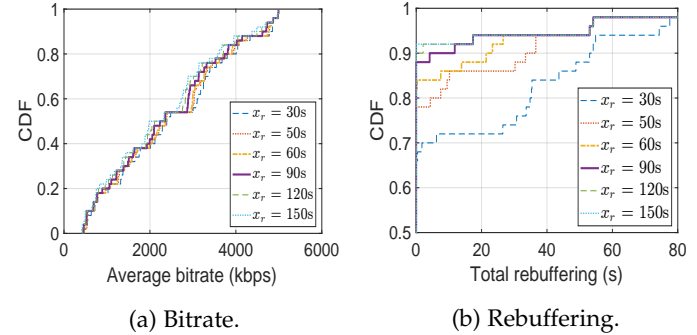 CDF
1
0.8
0.6
0.4
0.2
0
0
2000
4000
6000
Average bitrate (kbps)
x_r = 30s
x_r = 50s
x_r = 60s
x_r = 90s
x_r = 120s
x_r = 150s
(a) Bitrate.
CDF
1
0.9
0.8
0.7
0.6
0.5
0
20
40
60
80
Total rebuffering (s)
x_r = 30s
x_r = 50s
x_r = 60s
x_r = 90s
x_r = 120s
x_r = 150s
(b) Rebuffering.